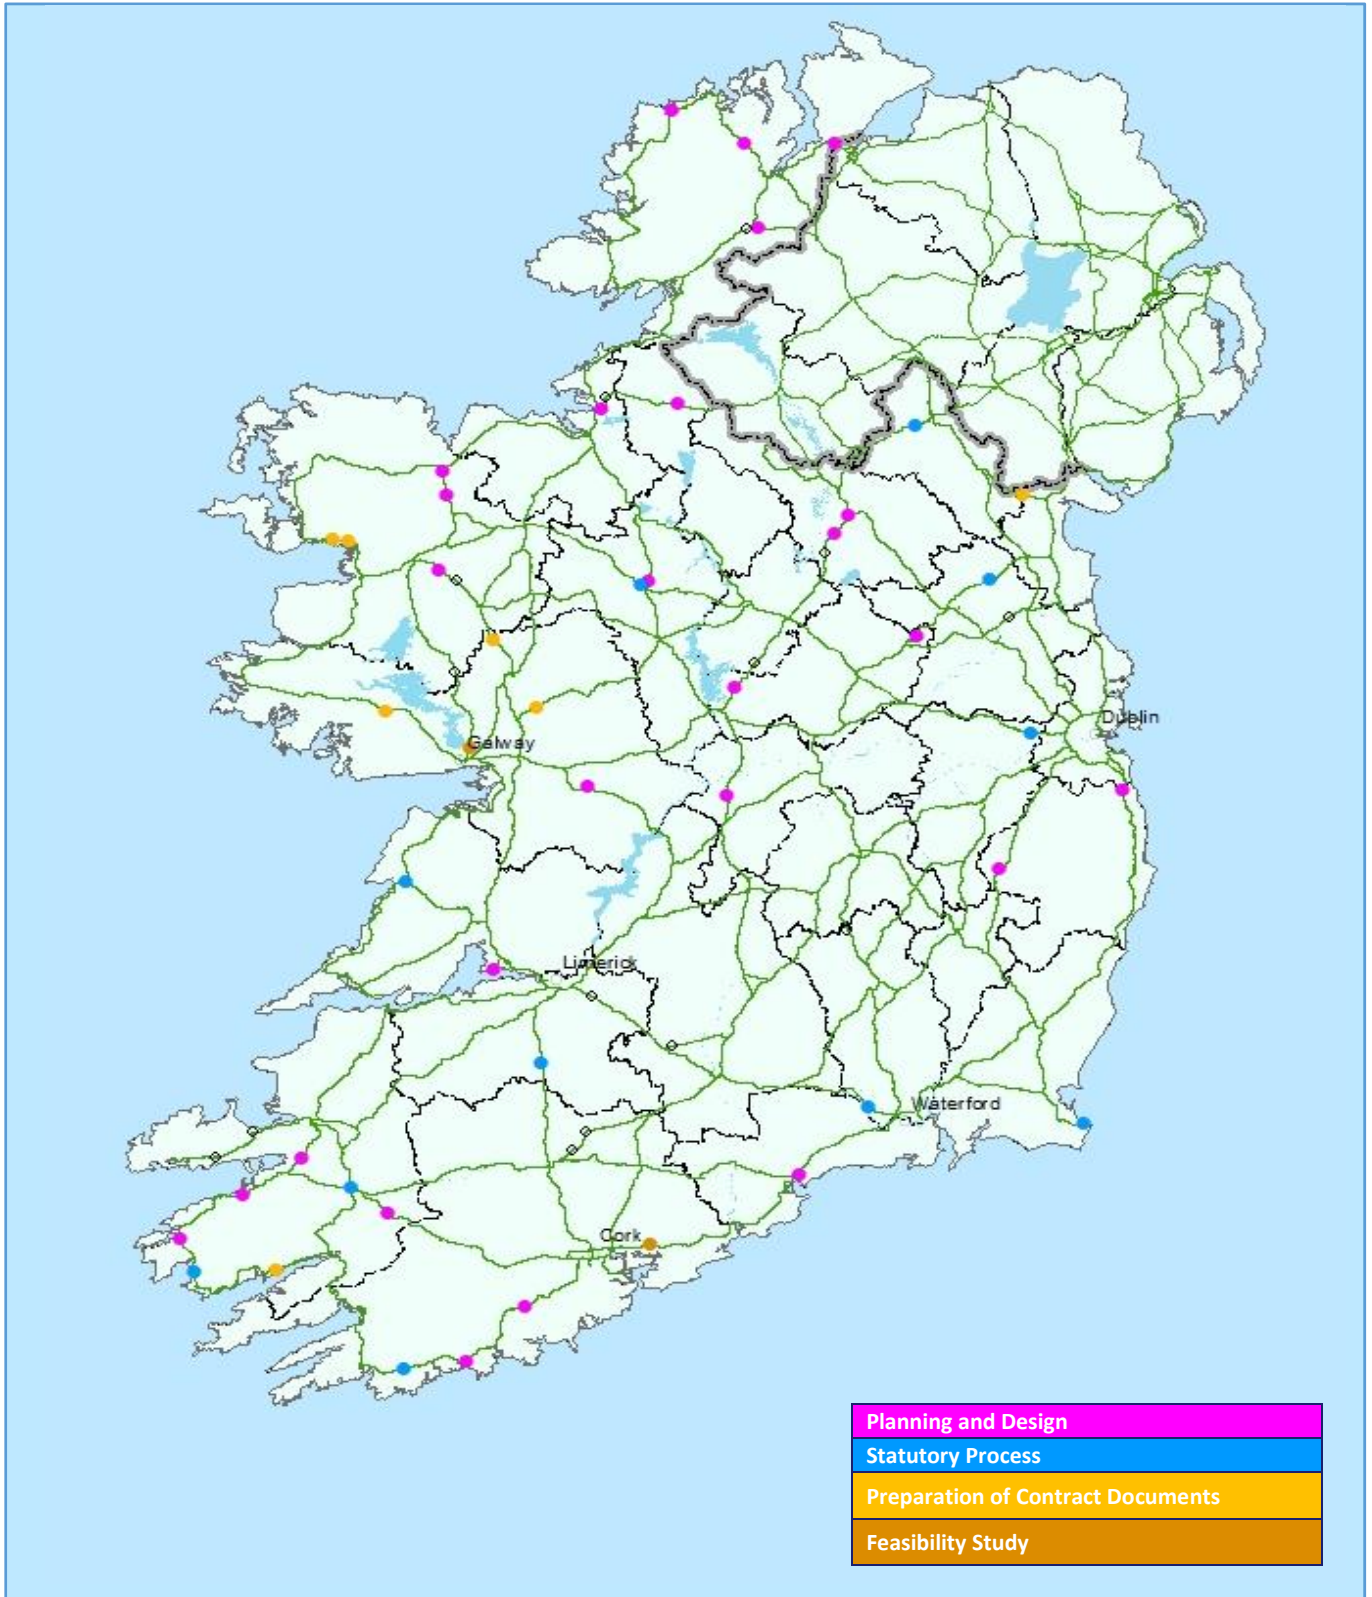 Dublin
Galway
Limerick
Waterford
Cork
Planning and Design
Statutory Process
Preparation of Contract Documents
Feasibility Study